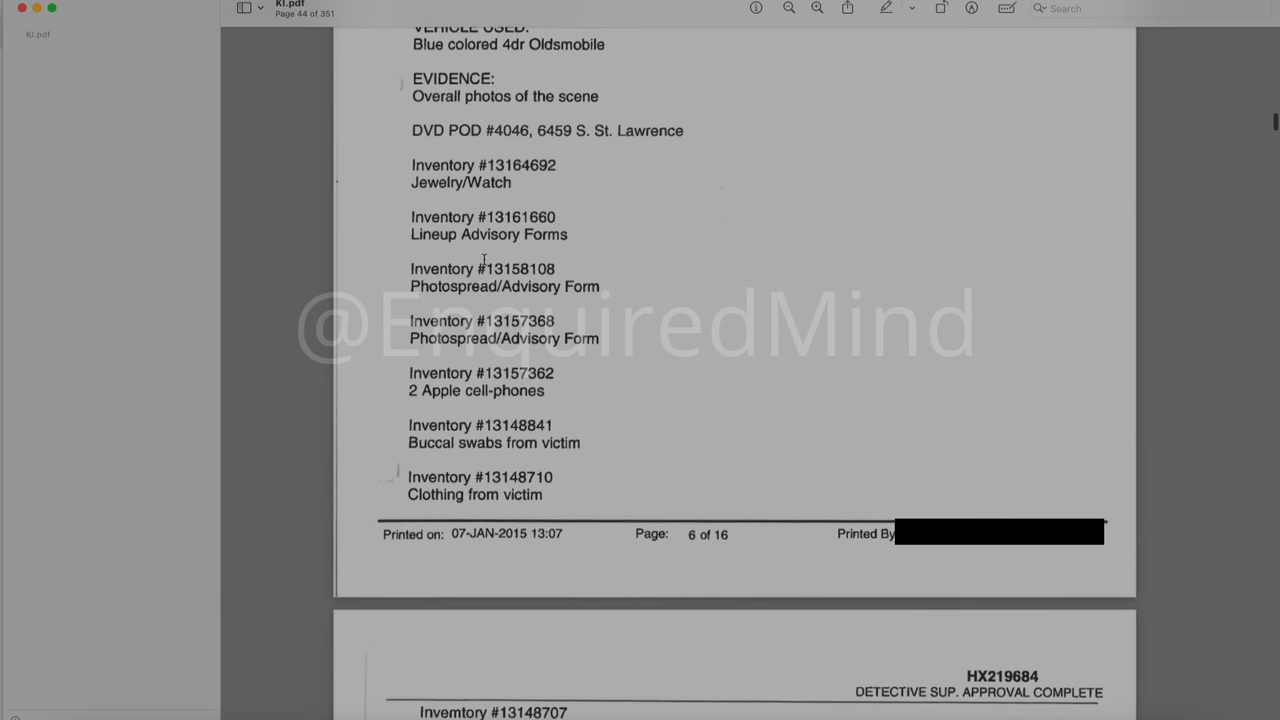 KI.pdf
Page 44 of 351
Search
KI.pdf
VEHICLE USED:
Blue colored 4dr Oldsmobile
EVIDENCE:
Overall photos of the scene
DVD POD #4046, 6459 S. St. Lawrence
Inventory #13164692
Jewelry/Watch
Inventory #13161660
Lineup Advisory Forms
Inventory #13158108
Photospread/Advisory Form
@EnquiredMind
Inventory #13157368
Photospread/Advisory Form
Inventory #13157362
2 Apple cell-phones
Inventory #13148841
Buccal swabs from victim
Inventory #13148710
Clothing from victim
Printed on: 07-JAN-2015 13:07 Page: 6 of 16 Printed By
HX219684
DETECTIVE SUP. APPROVAL COMPLETE
Invemtory #13148707